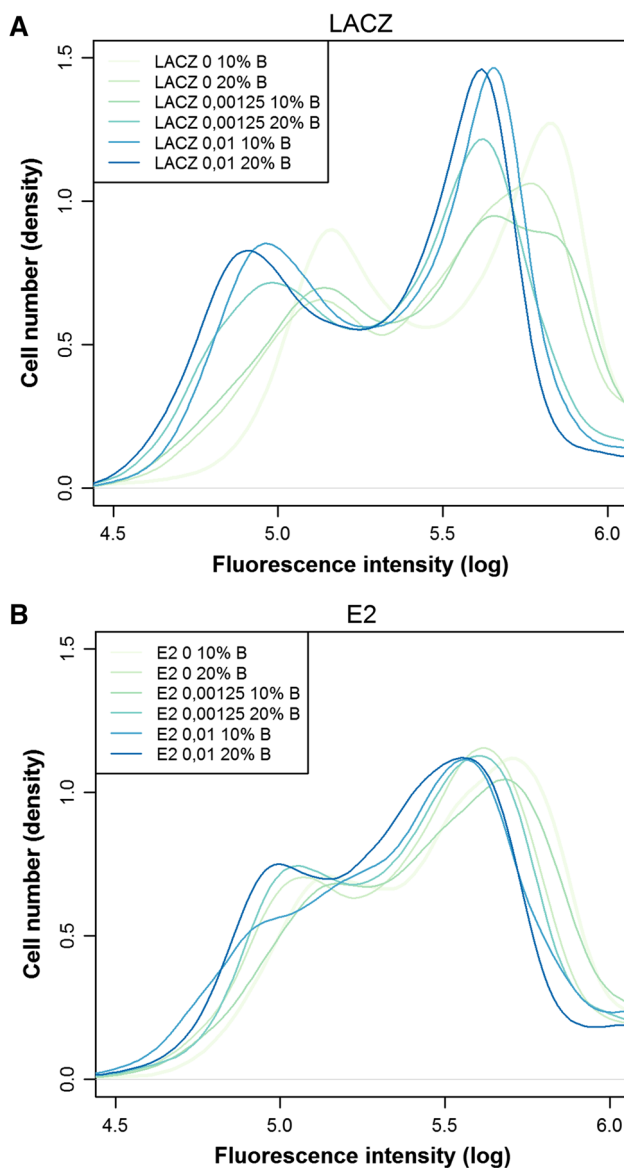 A
LACZ
LACZ 0 10% B
LACZ 0 20% B
LACZ 0,00125 10% B
LACZ 0,00125 20% B
LACZ 0,01 10% B
LACZ 0,01 20% B
1.5
1.0
0.5
0.0
Cell number (density)
4.5 5.0 5.5 6.0
Fluorescence intensity (log)
B
E2
E2 0 10% B
E2 0 20% B
E2 0,00125 10% B
E2 0,00125 20% B
E2 0,01 10% B
E2 0,01 20% B
1.5
1.0
0.5
0.0
Cell number (density)
4.5 5.0 5.5 6.0
Fluorescence intensity (log)